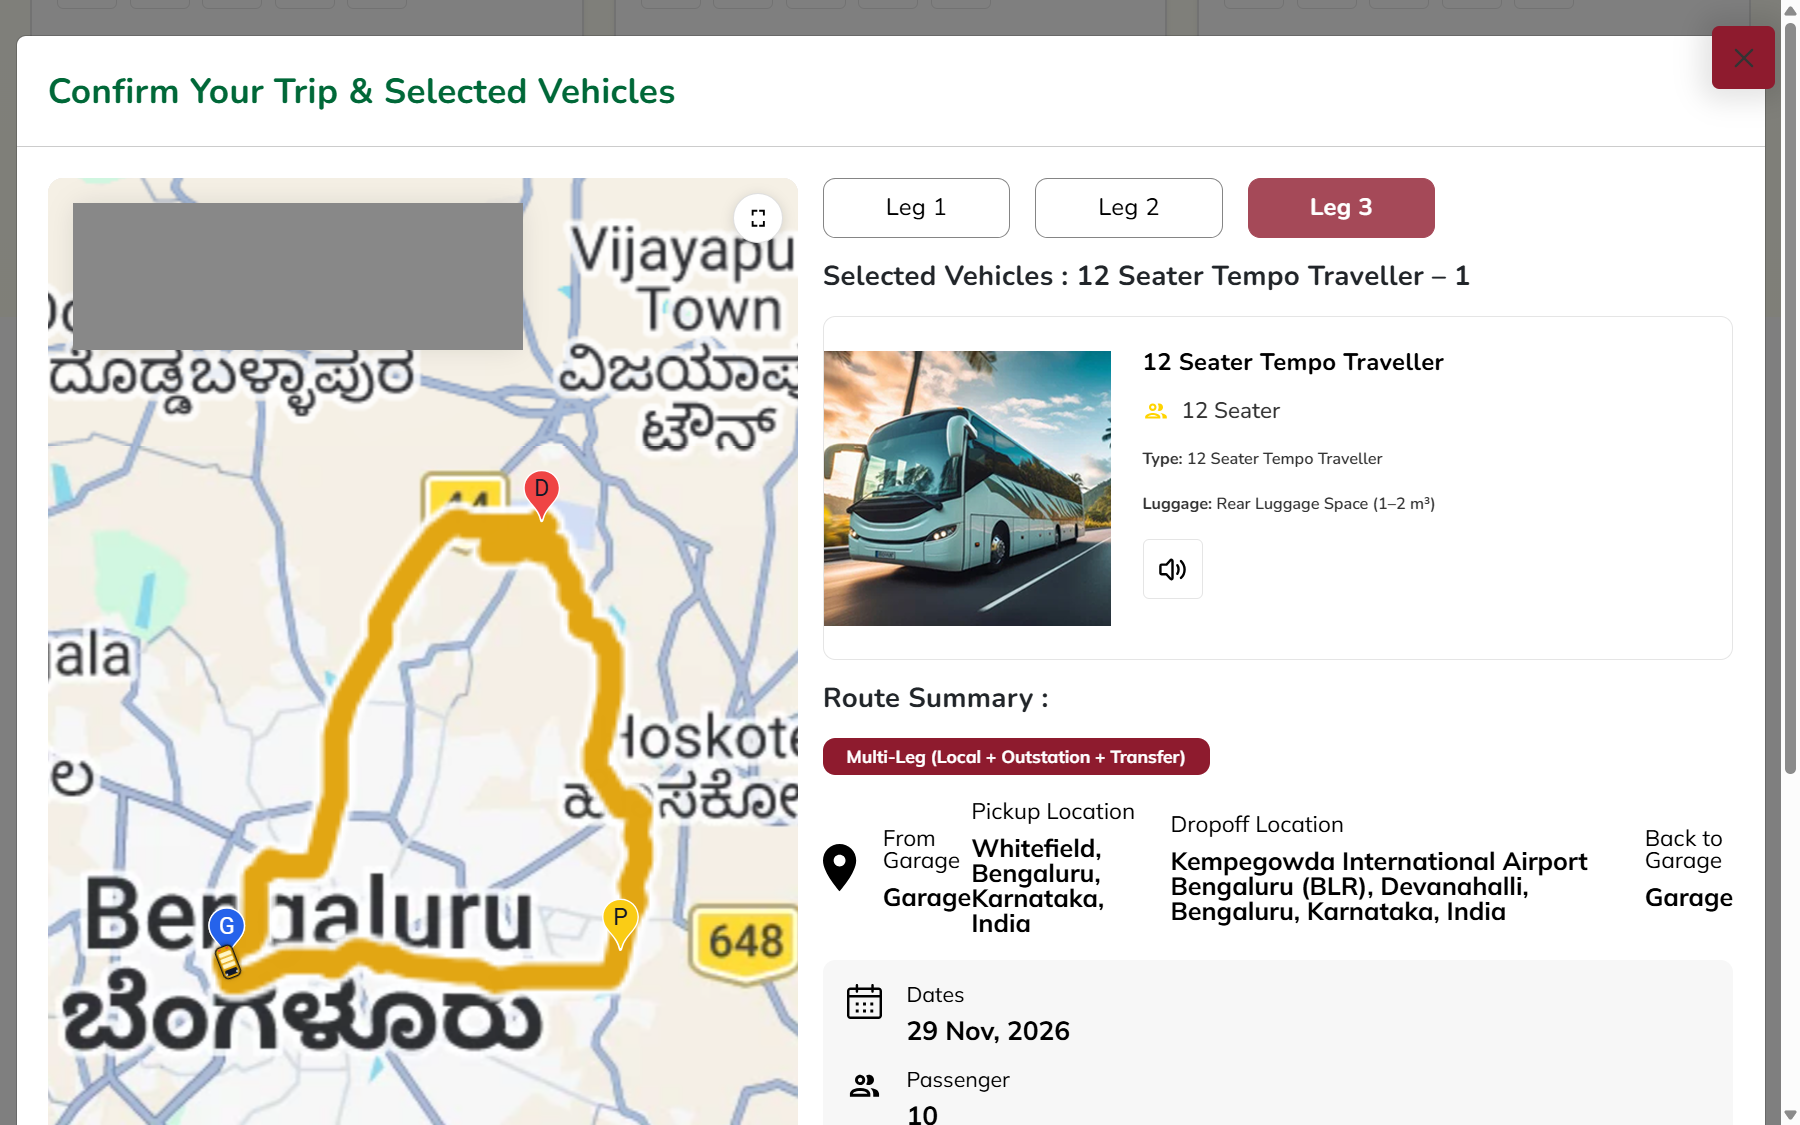 Confirm Your Trip & Selected Vehicles
Vijayapu
Town
ದೊಡ್ಡಬಳ್ಳಾಪುರ
ವಿಜಯಾಪ
ಟೌನ್
D
ala
Hoskote
ಲ
ಸಕೋ
Bengaluru
G
P
648
ಬೆಂಗಳೂರು
Leg 1
Leg 2
Leg 3
Selected Vehicles : 12 Seater Tempo Traveller – 1
12 Seater Tempo Traveller
12 Seater
Type: 12 Seater Tempo Traveller
Luggage: Rear Luggage Space (1–2 m³)
Route Summary :
Multi-Leg (Local + Outstation + Transfer)
From
Garage
Garage
Pickup Location
Whitefield,
Bengaluru,
Karnataka,
India
Dropoff Location
Kempegowda International Airport
Bengaluru (BLR), Devanahalli,
Bengaluru, Karnataka, India
Back to
Garage
Garage
Dates
29 Nov, 2026
Passenger
10